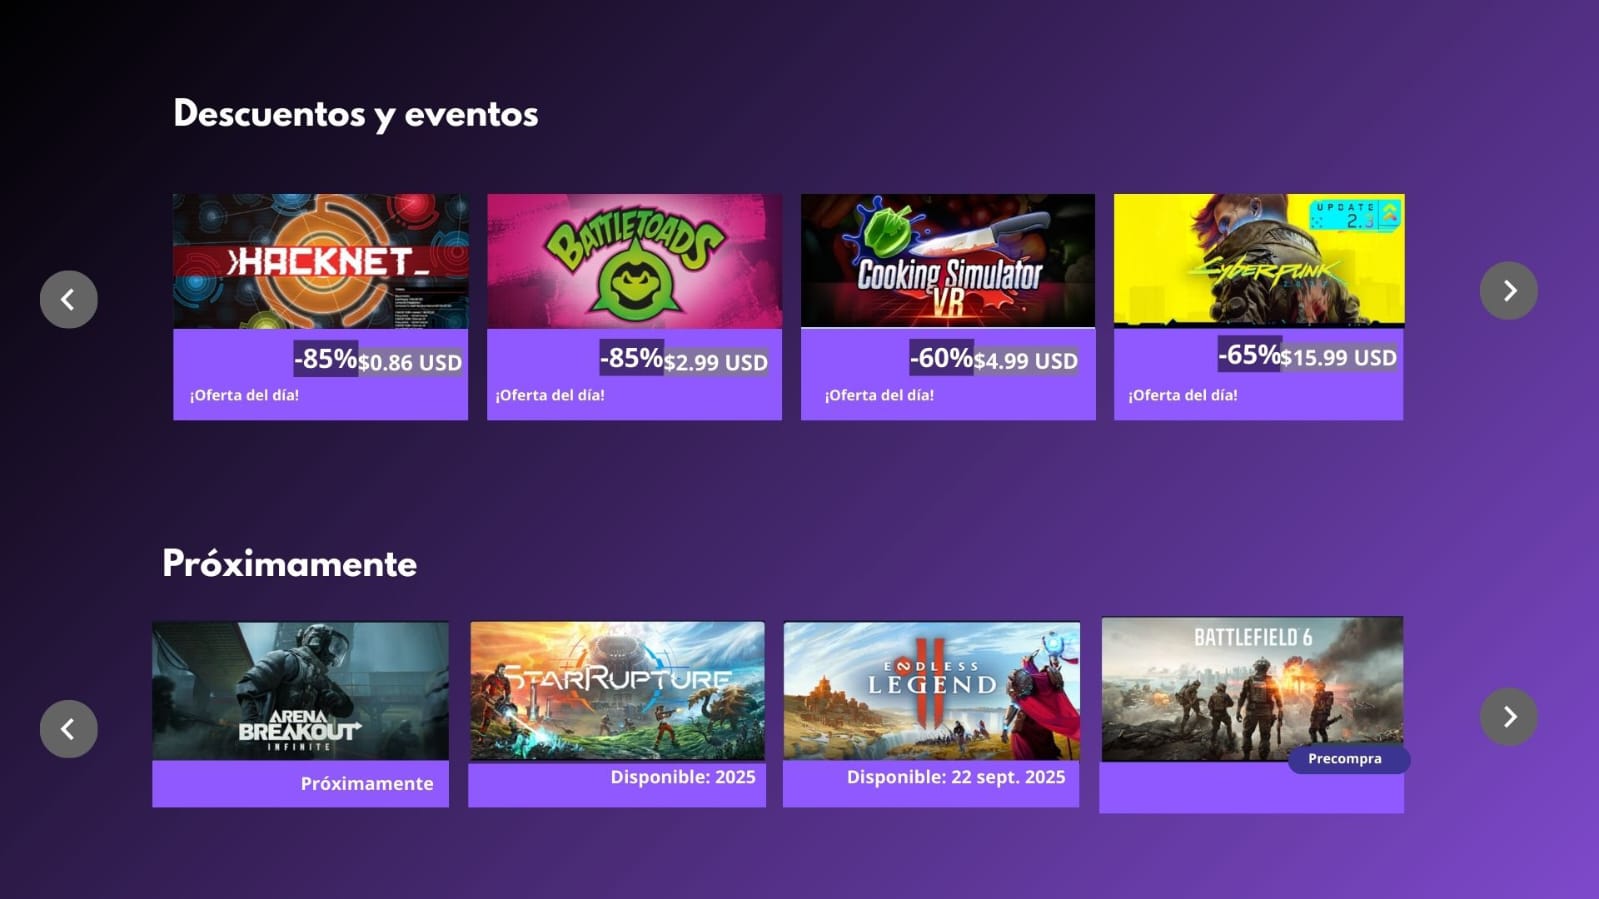 Descuentos y eventos
HACKNET_
BATTLETOADS
Cooking Simulator
VR
UPDATE
2.3
CYBERPUNK
-85% $0.86 USD
-85% $2.99 USD
-60% $4.99 USD
-65% $15.99 USD
¡Oferta del día!
¡Oferta del día!
¡Oferta del día!
¡Oferta del día!
Próximamente
ARENA
BREAKOUT
INFINITE
STARRUPTURE
ENDLESS
LEGEND
II
BATTLEFIELD 6
Próximamente
Disponible: 2025
Disponible: 22 sept. 2025
Precompra